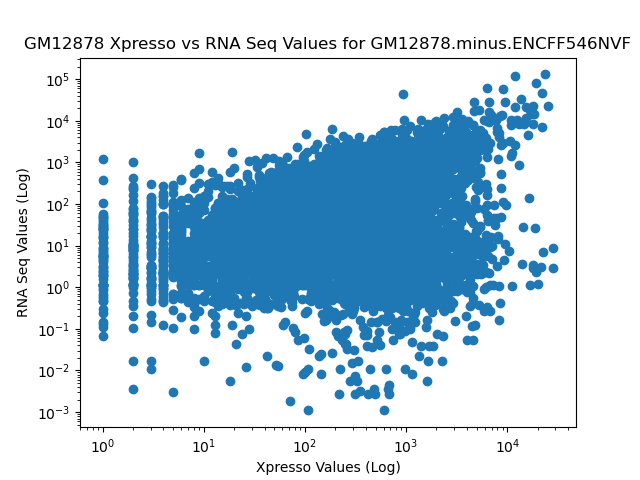 GM12878 Xpresso vs RNA Seq Values for GM12878.minus.ENCFF546NVF
RNA Seq Values (Log)
10⁵
10⁴
10³
10²
10¹
10⁰
10⁻¹
10⁻²
10⁻³
10⁰ 10¹ 10² 10³ 10⁴
Xpresso Values (Log)